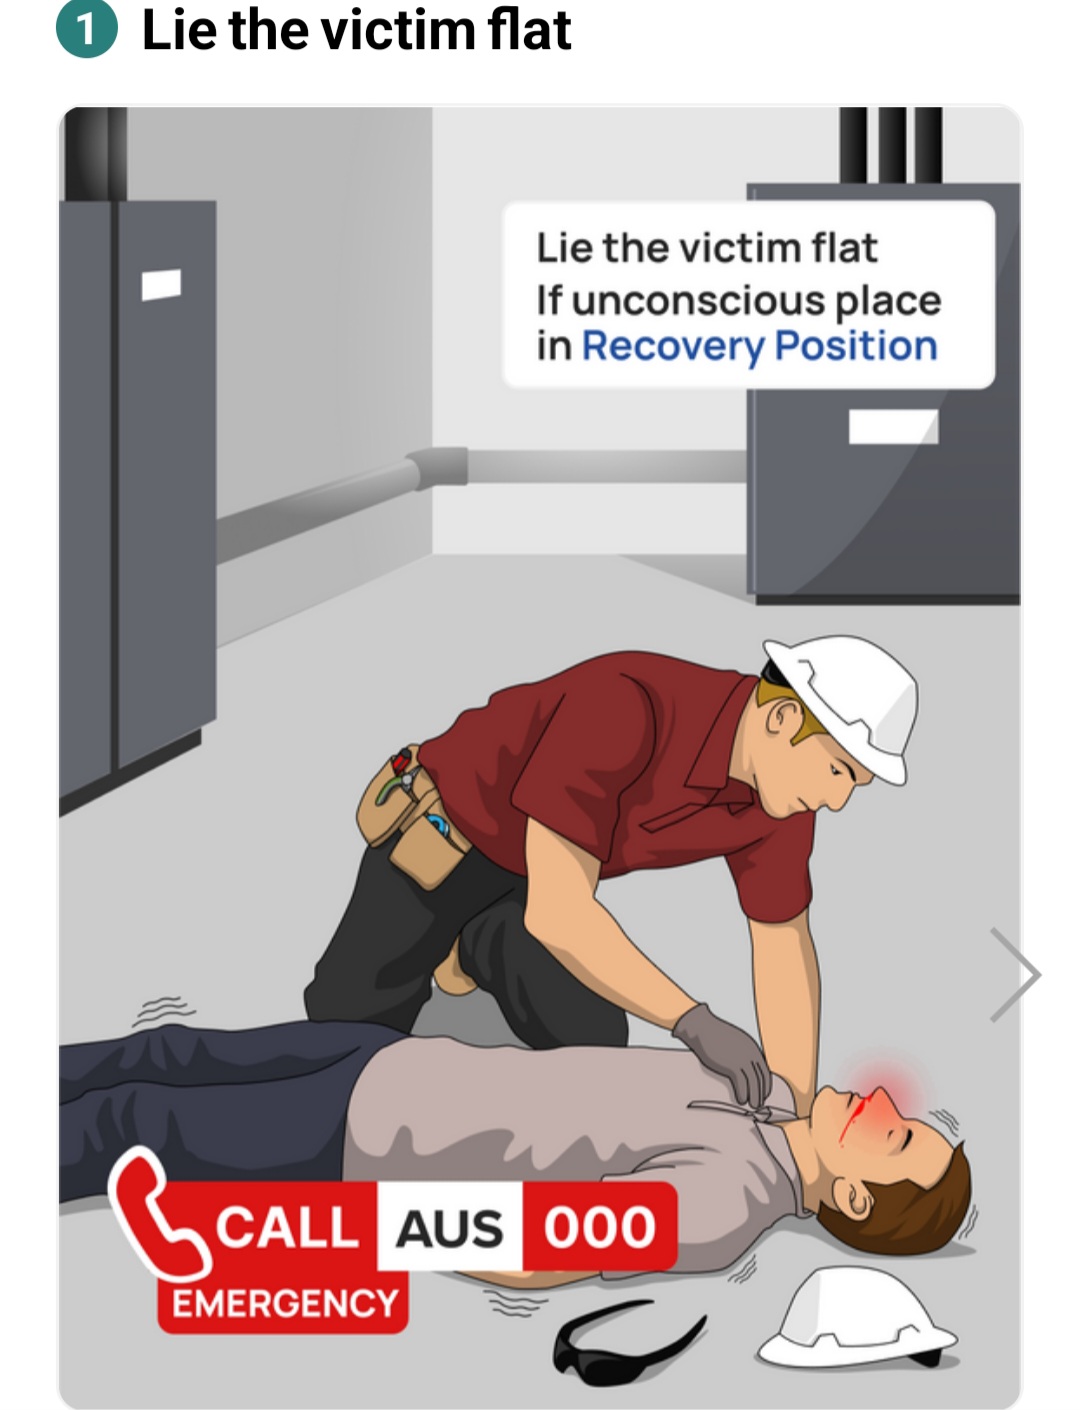 1 Lie the victim flat
Lie the victim flat
If unconscious place
in Recovery Position
CALL AUS 000
EMERGENCY